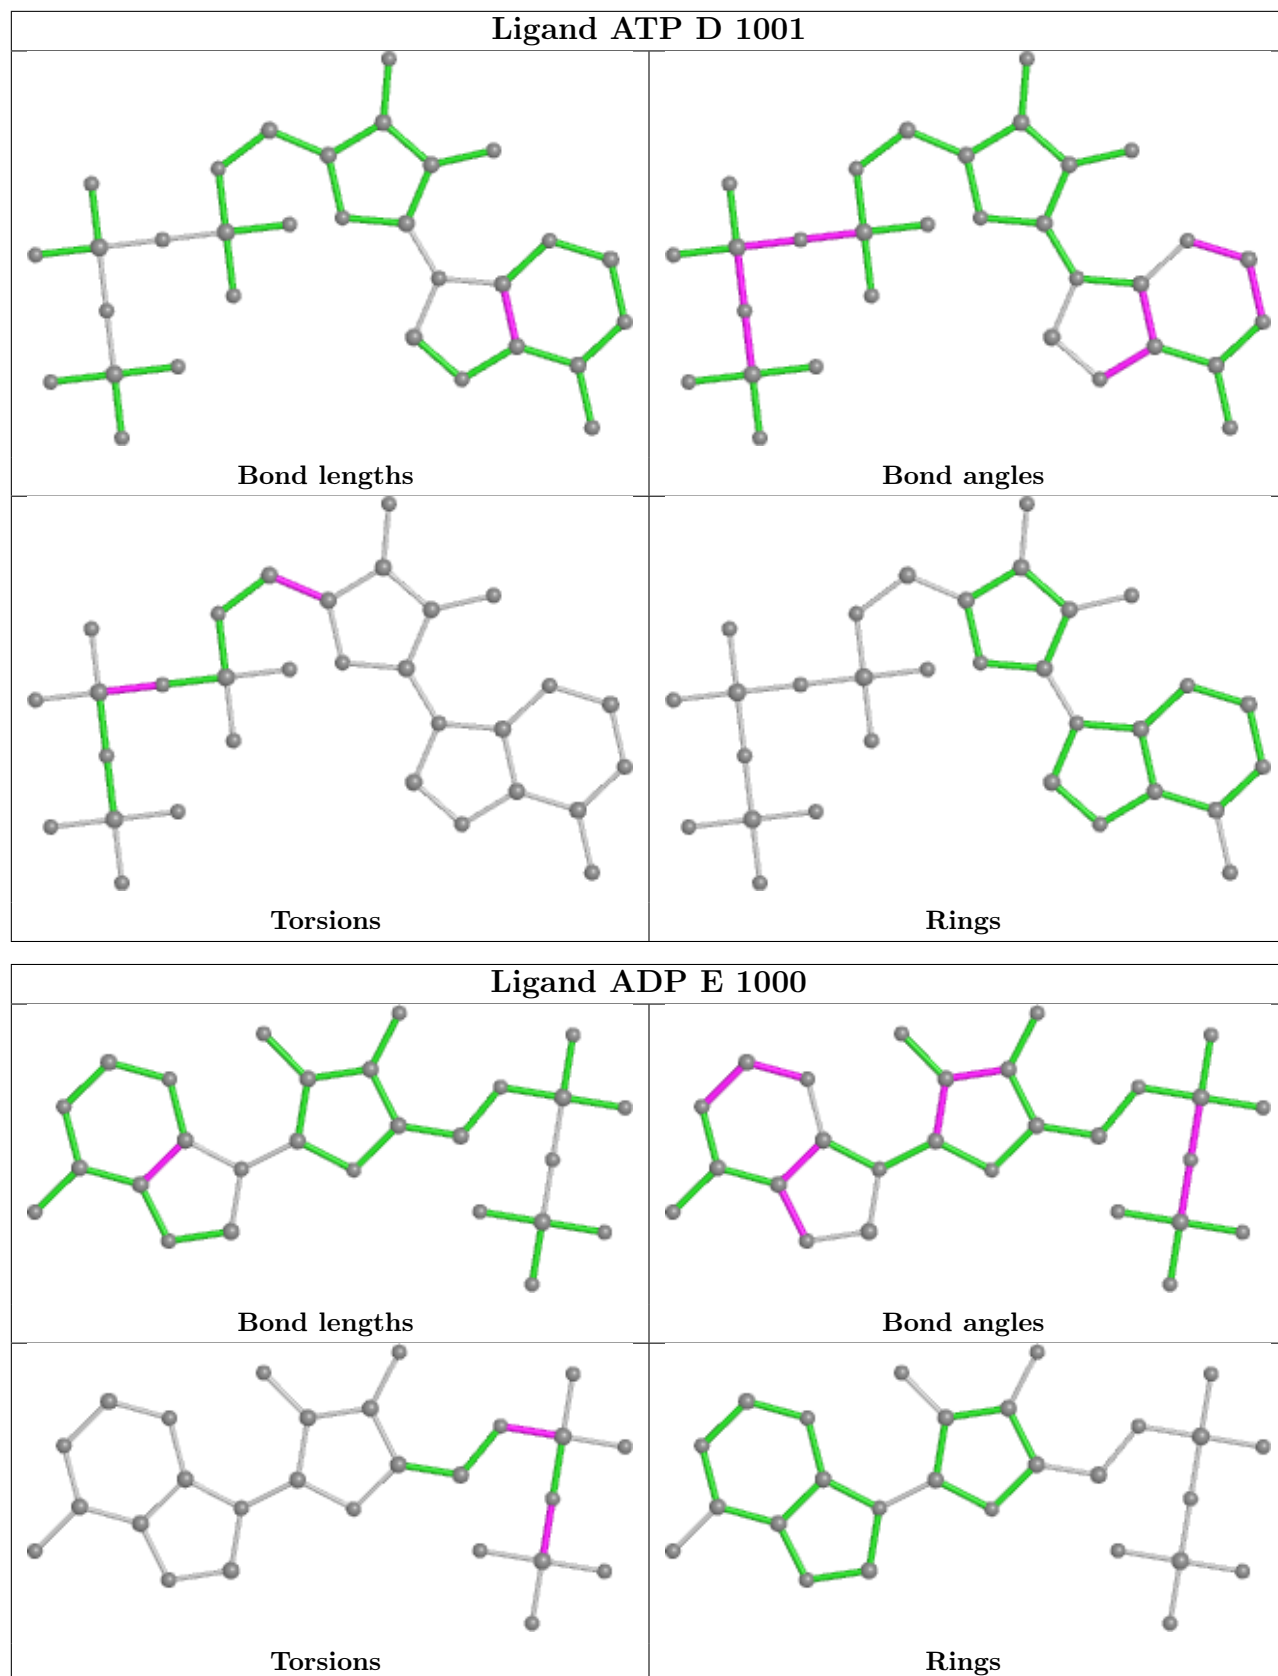 Ligand ATP D 1001
Bond lengths
Bond angles
Torsions
Rings
Ligand ADP E 1000
Bond lengths
Bond angles
Torsions
Rings